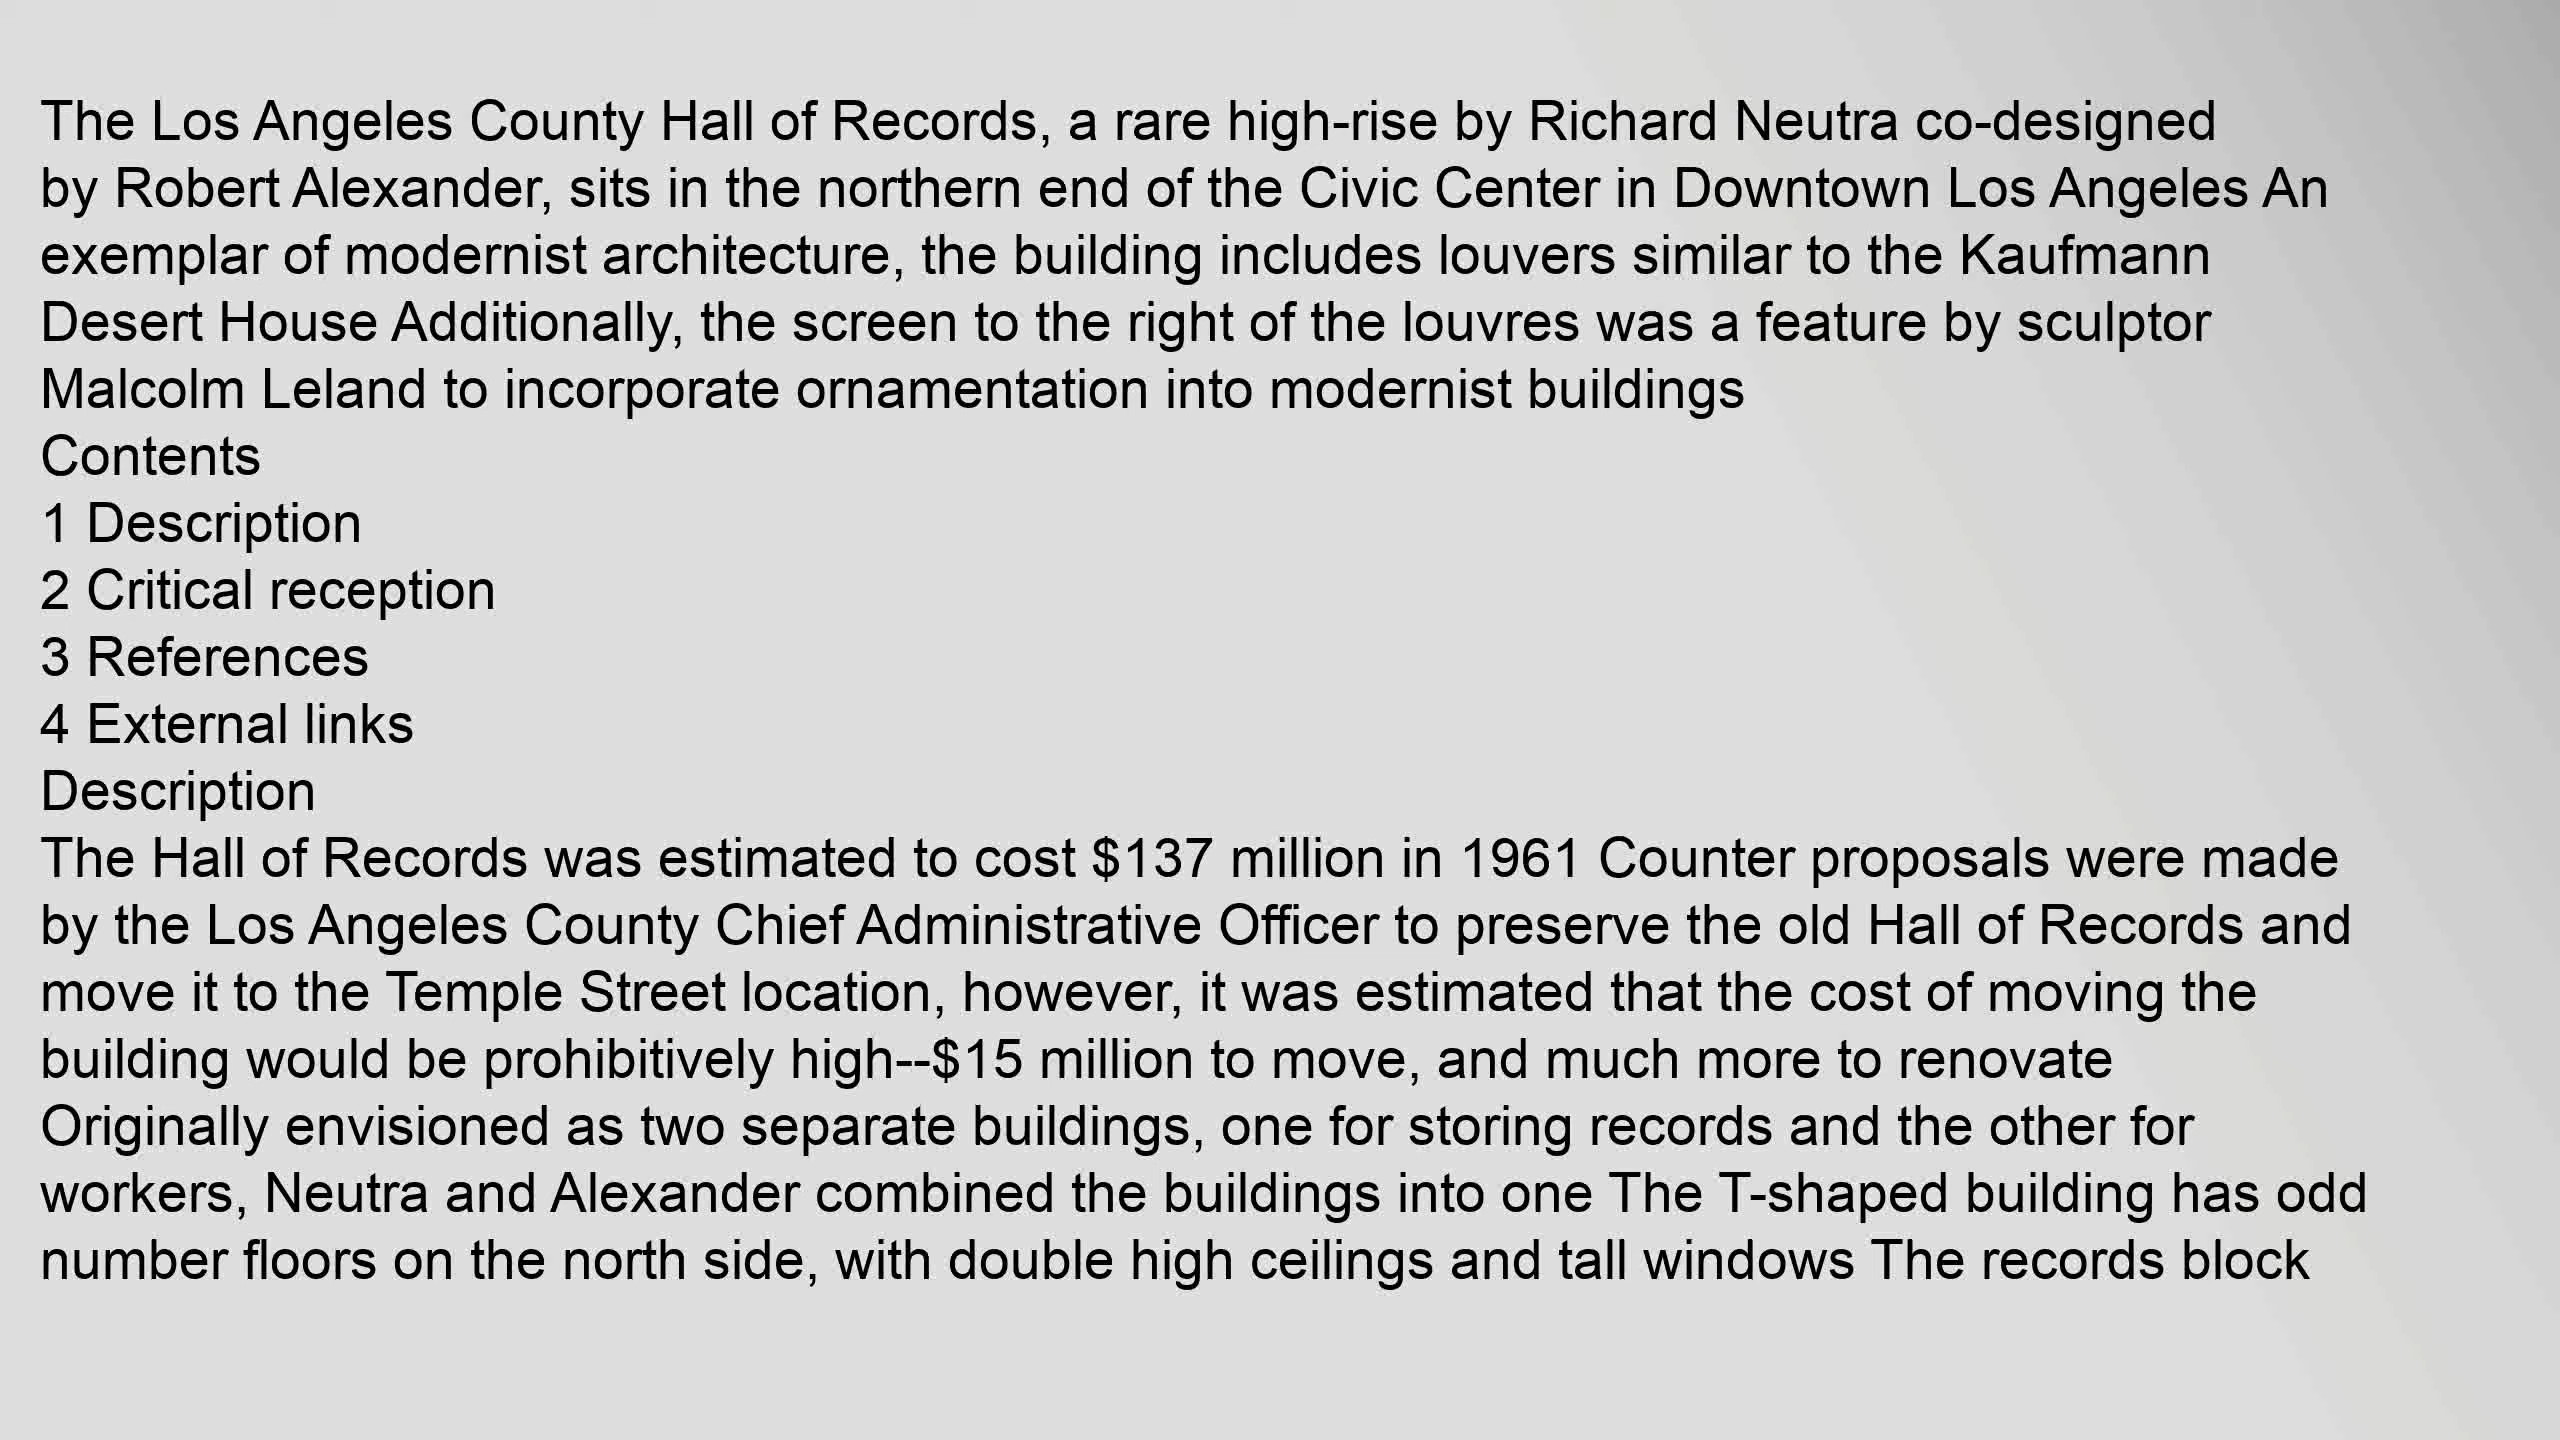 The Los Angeles County Hall of Records, a rare high-rise by Richard Neutra co-designed
by Robert Alexander, sits in the northern end of the Civic Center in Downtown Los Angeles An
exemplar of modernist architecture, the building includes louvers similar to the Kaufmann
Desert House Additionally, the screen to the right of the louvres was a feature by sculptor
Malcolm Leland to incorporate ornamentation into modernist buildings
Contents
1 Description
2 Critical reception
3 References
4 External links
Description
The Hall of Records was estimated to cost $137 million in 1961 Counter proposals were made
by the Los Angeles County Chief Administrative Officer to preserve the old Hall of Records and
move it to the Temple Street location, however, it was estimated that the cost of moving the
building would be prohibitively high--$15 million to move, and much more to renovate
Originally envisioned as two separate buildings, one for storing records and the other for
workers, Neutra and Alexander combined the buildings into one The T-shaped building has odd
number floors on the north side, with double high ceilings and tall windows The records block